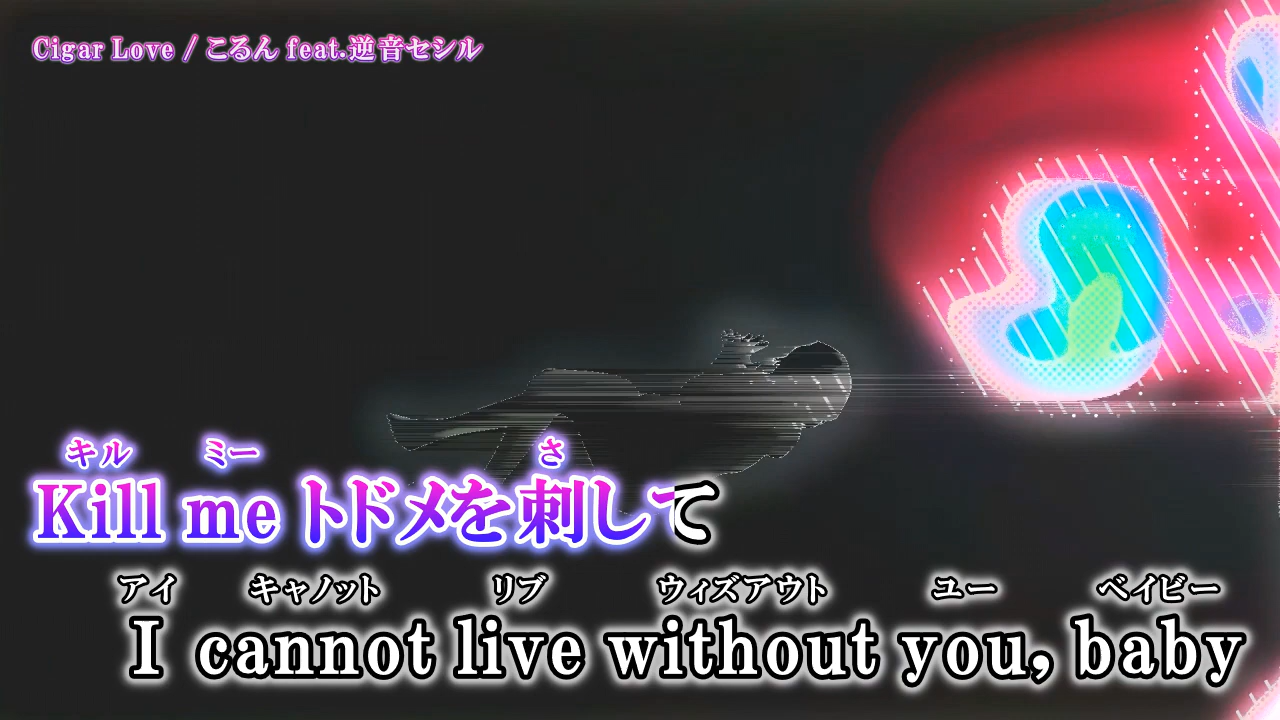 Cigar Love / こるん feat.逆音セシル
キル ミー さ
Kill me トドメを刺して
アイ キャノット リブ ウィズアウト ユー ベイビー
I cannot live without you, baby